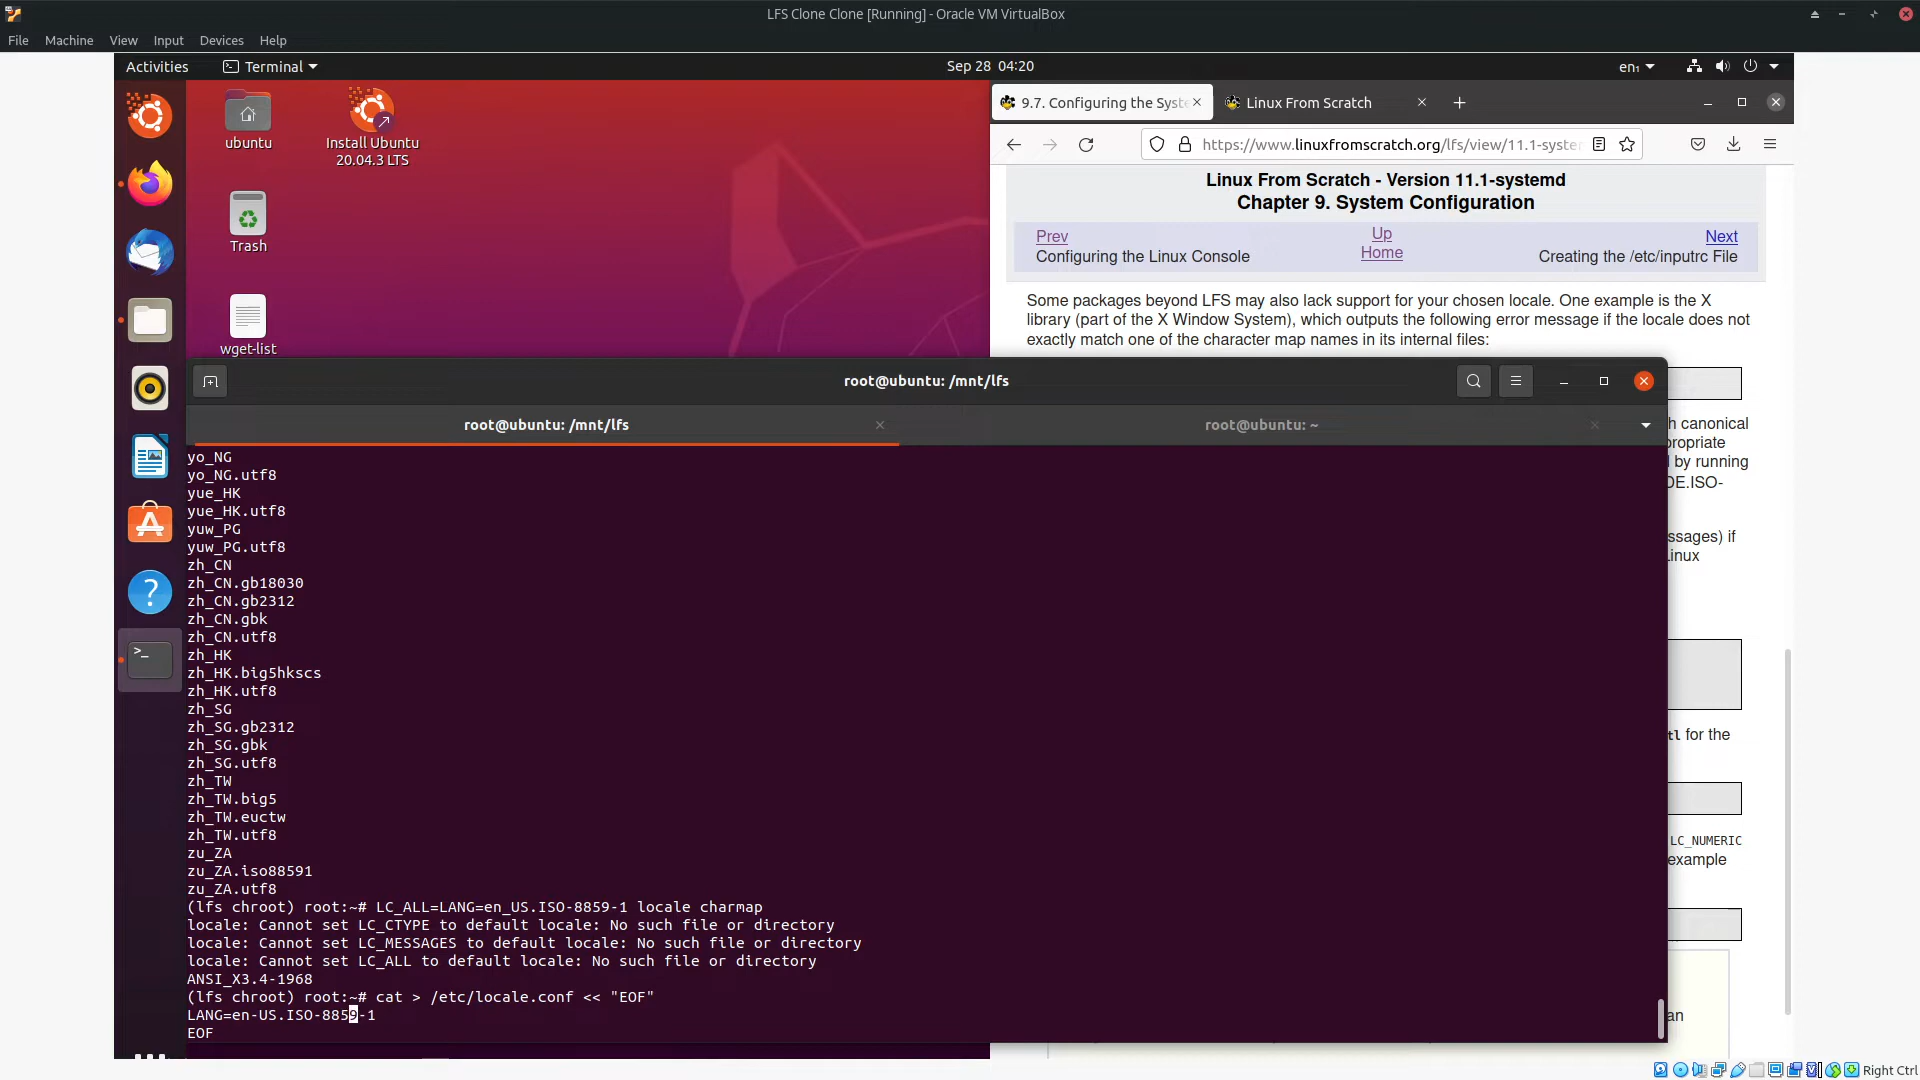 LFS Clone Clone [Running] - Oracle VM VirtualBox
File Machine View Input Devices Help
Activities Terminal Sep 28 04:20 en₁
ubuntu
Install Ubuntu
20.04.3 LTS
Trash
wget-list
9.7. Configuring the Syste
Linux From Scratch
https://www.linuxfromscratch.org/lfs/view/11.1-syste
Linux From Scratch - Version 11.1-systemd
Chapter 9. System Configuration
Prev Up Next
Configuring the Linux Console Home Creating the /etc/inputrc File
Some packages beyond LFS may also lack support for your chosen locale. One example is the X
library (part of the X Window System), which outputs the following error message if the locale does not
exactly match one of the character map names in its internal files:
h canonical
ropriate
by running
DE.ISO-
ssages) if
inux
tl for the
LC_NUMERIC
example
an
root@ubuntu: /mnt/lfs
root@ubuntu: /mnt/lfs
root@ubuntu: ~
yo_NG
yo_NG.utf8
yue_HK
yue_HK.utf8
yuw_PG
yuw_PG.utf8
zh_CN
zh_CN.gb18030
zh_CN.gb2312
zh_CN.gbk
zh_CN.utf8
zh_HK
zh_HK.big5hkscs
zh_HK.utf8
zh_SG
zh_SG.gb2312
zh_SG.gbk
zh_SG.utf8
zh_TW
zh_TW.big5
zh_TW.euctw
zh_TW.utf8
zu_ZA
zu_ZA.iso88591
zu_ZA.utf8
(lfs chroot) root:~# LC_ALL=LANG=en_US.ISO-8859-1 locale charmap
locale: Cannot set LC_CTYPE to default locale: No such file or directory
locale: Cannot set LC_MESSAGES to default locale: No such file or directory
locale: Cannot set LC_ALL to default locale: No such file or directory
ANSI_X3.4-1968
(lfs chroot) root:~# cat > /etc/locale.conf << "EOF"
LANG=en-US.ISO-8859-1
EOF
Right Ctrl